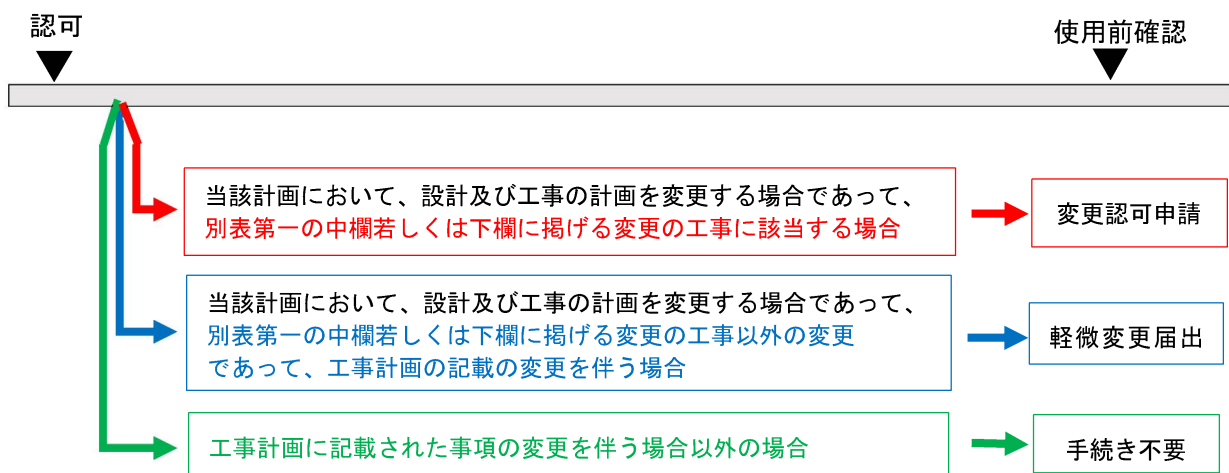 認可
使用前確認
当該計画において、設計及び工事の計画を変更する場合であって、
別表第一の中欄若しくは下欄に掲げる変更の工事に該当する場合
変更認可申請
当該計画において、設計及び工事の計画を変更する場合であって、
別表第一の中欄若しくは下欄に掲げる変更の工事以外の変更
であって、工事計画の記載の変更を伴う場合
軽微変更届出
工事計画に記載された事項の変更を伴う場合以外の場合
手続き不要